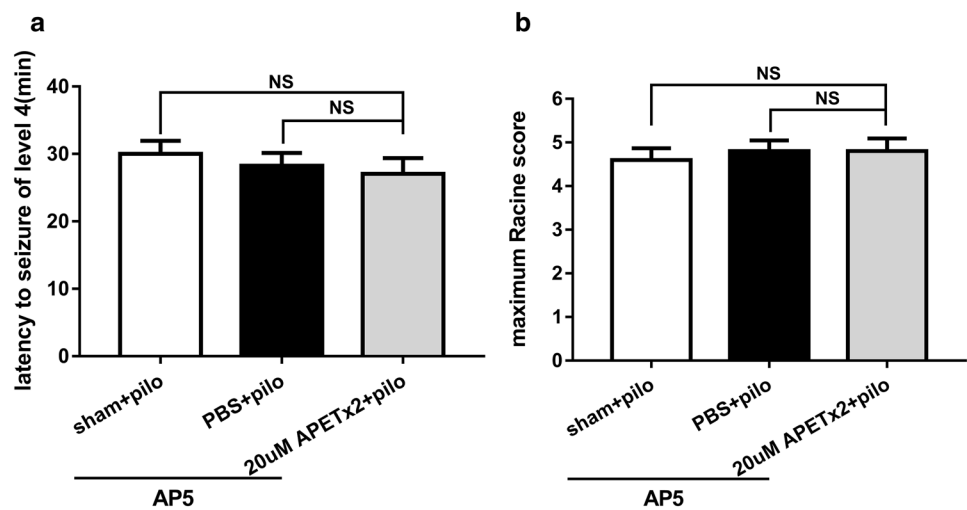 a
latency to seizure of level 4(min)
40
30
20
10
0
NS
NS
sham+pilo
PBS+pilo
20uM APETx2+pilo
AP5
b
maximum Racine score
6
5
4
3
2
1
0
NS
NS
sham+pilo
PBS+pilo
20uM APETx2+pilo
AP5